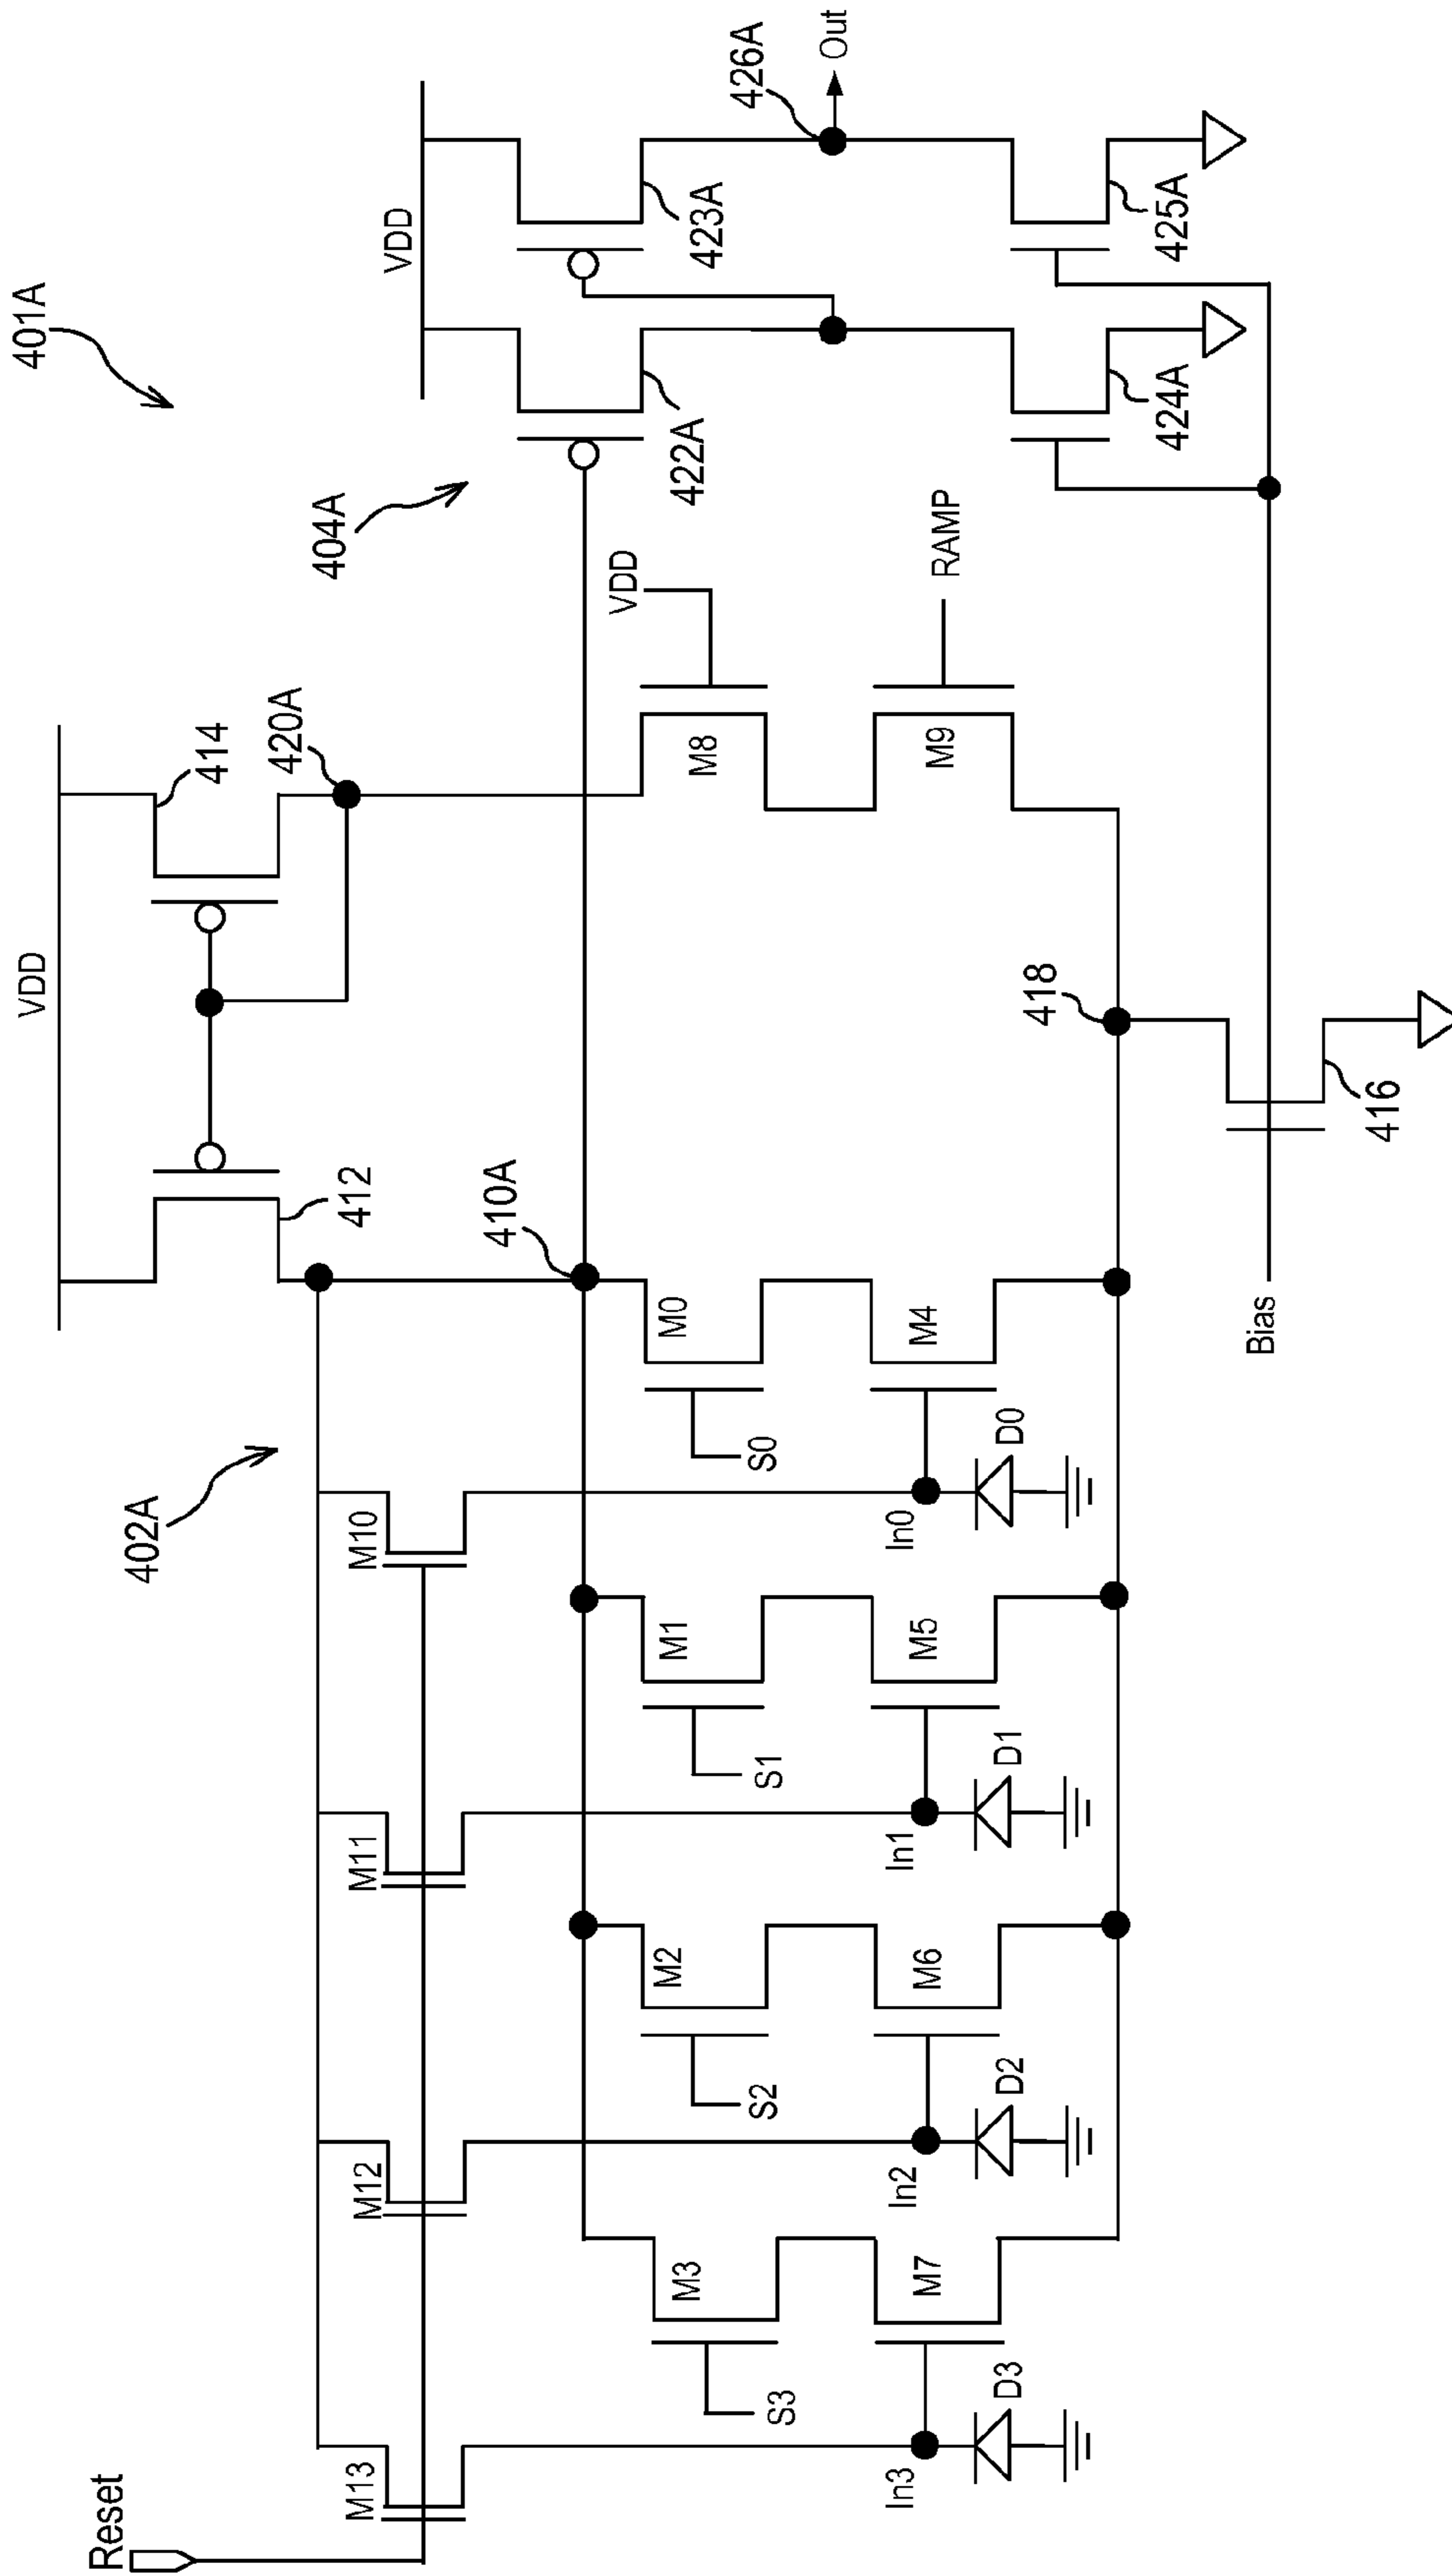 401A
VDD
414
420A
412
402A
404A
VDD
422A
423A
426A
Out
424A
425A
Reset
M13
M12
M11
M10
410A
VDD
M3
M2
M1
M0
M8
S3
S2
S1
S0
RAMP
M7
M6
M5
M4
M9
In3
In2
In1
In0
D3
D2
D1
D0
418
Bias
416